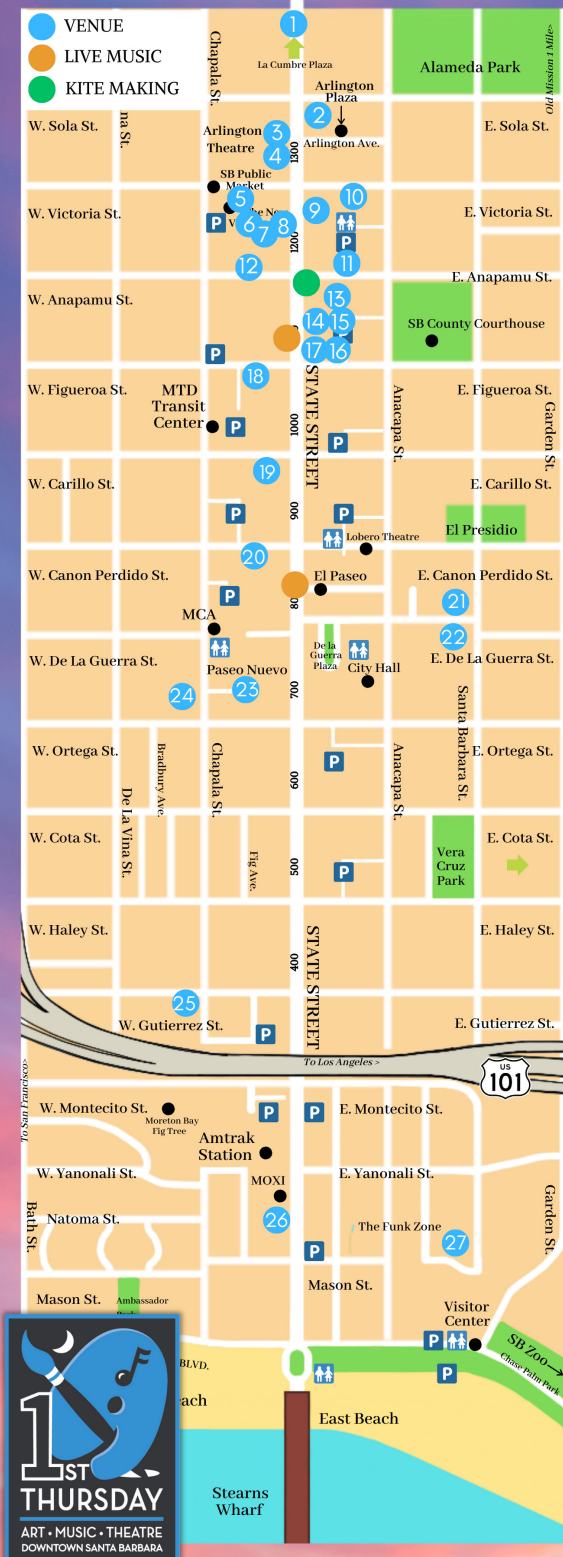 VENUE
LIVE MUSIC
KITE MAKING
1
La Cumbre Plaza
Chapala St.
Alameda Park
Old Mission 1 Mile>
Arlington
Plaza
2
W. Sola St.
na St.
Arlington
Theatre
3
4
1300
Arlington Ave.
E. Sola St.
SB Public
Market
5
10
W. Victoria St.
9
E. Victoria St.
6
7
8
P
1200
P
12
11
E. Anapamu St.
W. Anapamu St.
13
14
15
SB County Courthouse
P
17
16
W. Figueroa St.
18
STATE STREET
Anacapa St.
E. Figueroa St.
Garden St.
MTD
Transit
Center
P
1000
P
W. Carillo St.
19
E. Carillo St.
P
900
P
El Presidio
Lobero Theatre
20
W. Canon Perdido St.
El Paseo
E. Canon Perdido St.
P
21
MCA
22
W. De La Guerra St.
De la
Guerra
Plaza
City Hall
E. De La Guerra St.
Paseo Nuevo
24
23
700
Santa Barbara St.
W. Ortega St.
Bradbury Ave.
Chapala St.
Anacapa St.
E. Ortega St.
P
600
De La Vina St.
W. Cota St.
Fig Ave.
500
P
Vera
Cruz
Park
E. Cota St.
W. Haley St.
STATE STREET
400
E. Haley St.
25
W. Gutierrez St.
P
E. Gutierrez St.
To Los Angeles >
US
101
To San Francisco>
W. Montecito St.
Moreton Bay
Fig Tree
P
P
E. Montecito St.
Amtrak
Station
W. Yanonali St.
E. Yanonali St.
MOXI
Bath St.
Natoma St.
26
The Funk Zone
27
Garden St.
P
Mason St.
Mason St.
Ambassador
Visitor
Center
P
SB Zoo→
Chase Palm Park
P
BLVD.
each
East Beach
Stearns
Wharf
1ST
THURSDAY
ART • MUSIC • THEATRE
DOWNTOWN SANTA BARBARA